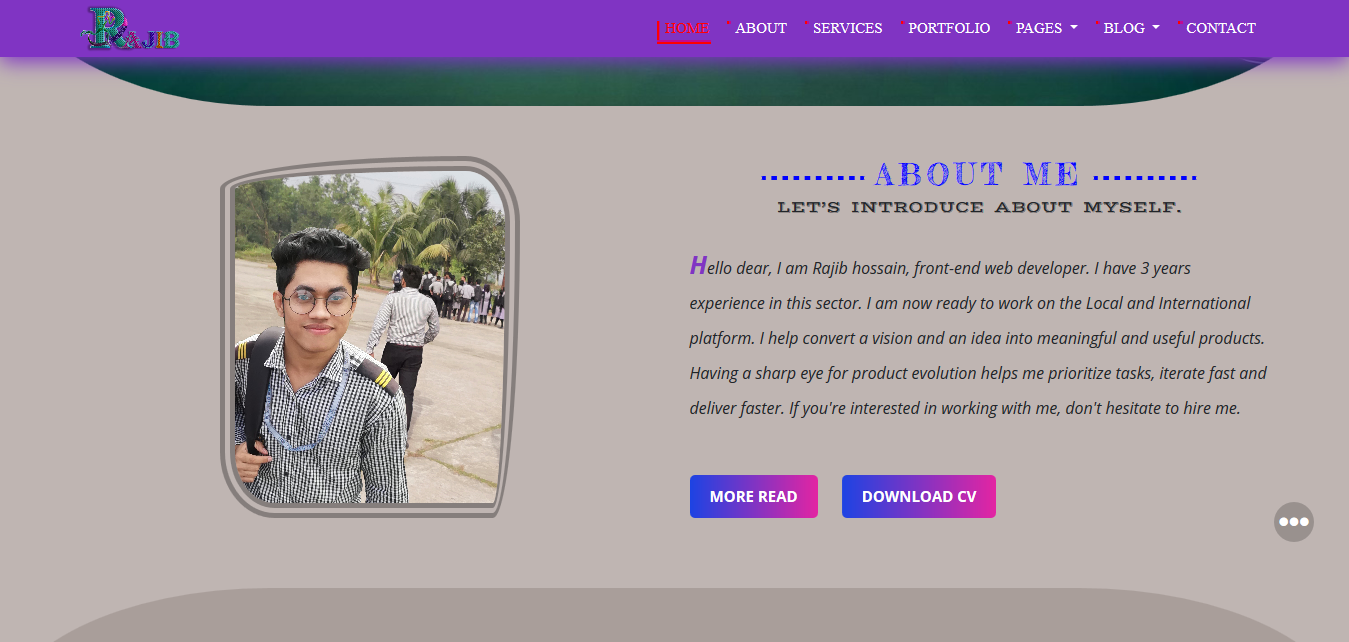 RAJIB
HOME ABOUT SERVICES PORTFOLIO PAGES BLOG CONTACT
ABOUT ME
LET'S INTRODUCE ABOUT MYSELF.
Hello dear, I am Rajib hossain, front-end web developer. I have 3 years
experience in this sector. I am now ready to work on the Local and International
platform. I help convert a vision and an idea into meaningful and useful products.
Having a sharp eye for product evolution helps me prioritize tasks, iterate fast and
deliver faster. If you're interested in working with me, don't hesitate to hire me.
MORE READ DOWNLOAD CV